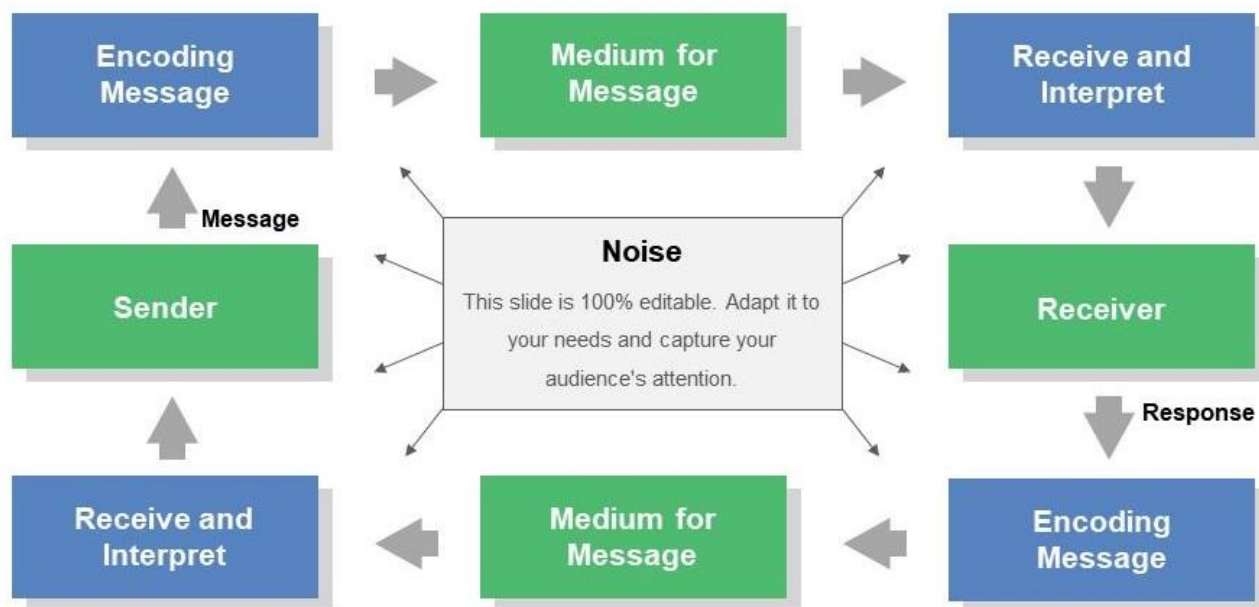 Encoding
Message
Medium for
Message
Receive and
Interpret
Message
Sender
Noise
This slide is 100% editable. Adapt it to
your needs and capture your
audience's attention.
Receiver
Response
Receive and
Interpret
Medium for
Message
Encoding
Message